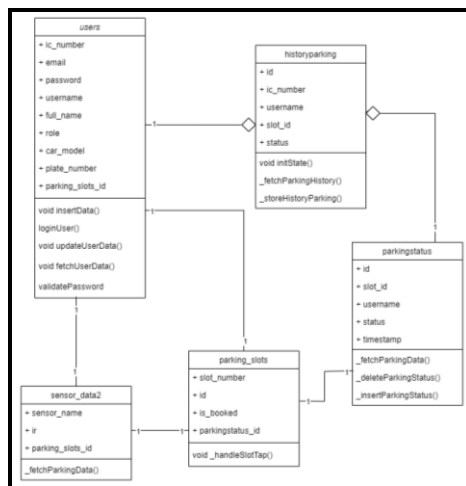 users
+ ic_number
+ email
+ password
+ username
+ full_name
+ role
+ car_model
+ plate_number
+ parking_slots_id
void insertData()
loginUser()
void updateUserData()
void fetchUserData()
validatePassword
historyparking
+ id
+ ic_number
+ username
+ slot_id
+ status
void initState()
_fetchParkingHistory()
_storeHistoryParking()
parkingstatus
+ id
+ slot_id
+ username
+ status
+ timestamp
_fetchParkingData()
_deleteParkingStatus()
_insertParkingStatus()
parking_slots
+ slot_number
+ id
+ is_booked
+ parkingstatus_id
void _handleSlotTap()
sensor_data2
+ sensor_name
+ ir
+ parking_slots_id
_fetchParkingData()
1
1
1
1
1
1
1
1
1
1